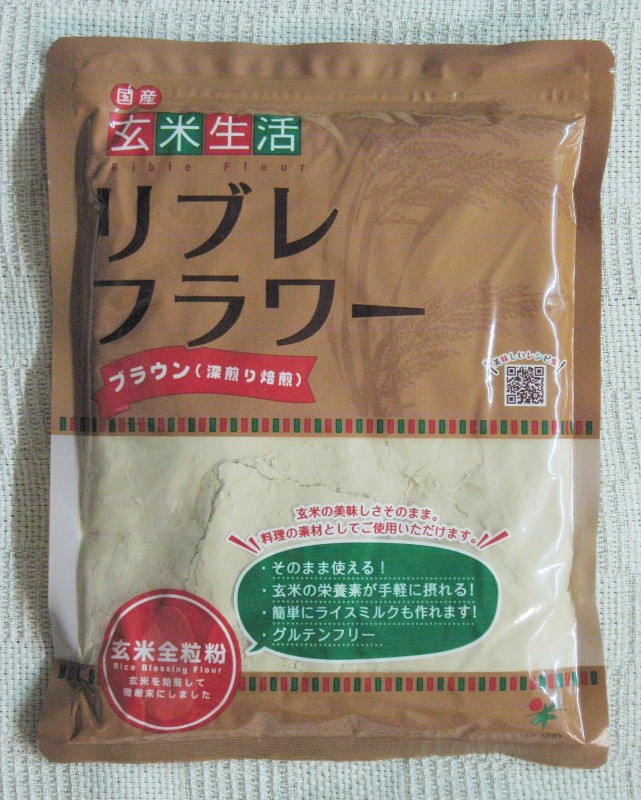 国産
玄米生活
Rible Flour
リブレ
フラワー
ブラウン(深煎り焙煎)
美味しいレシピ集
玄米の美味しさそのまま。
料理の素材としてご使用いただけます。
・そのまま使える!
・玄米の栄養素が手軽に摂れる!
・簡単にライスミルクも作れます!
・グルテンフリー
玄米全粒粉
Rice Blessing Flour
玄米を焙煎して
微粉末にしました